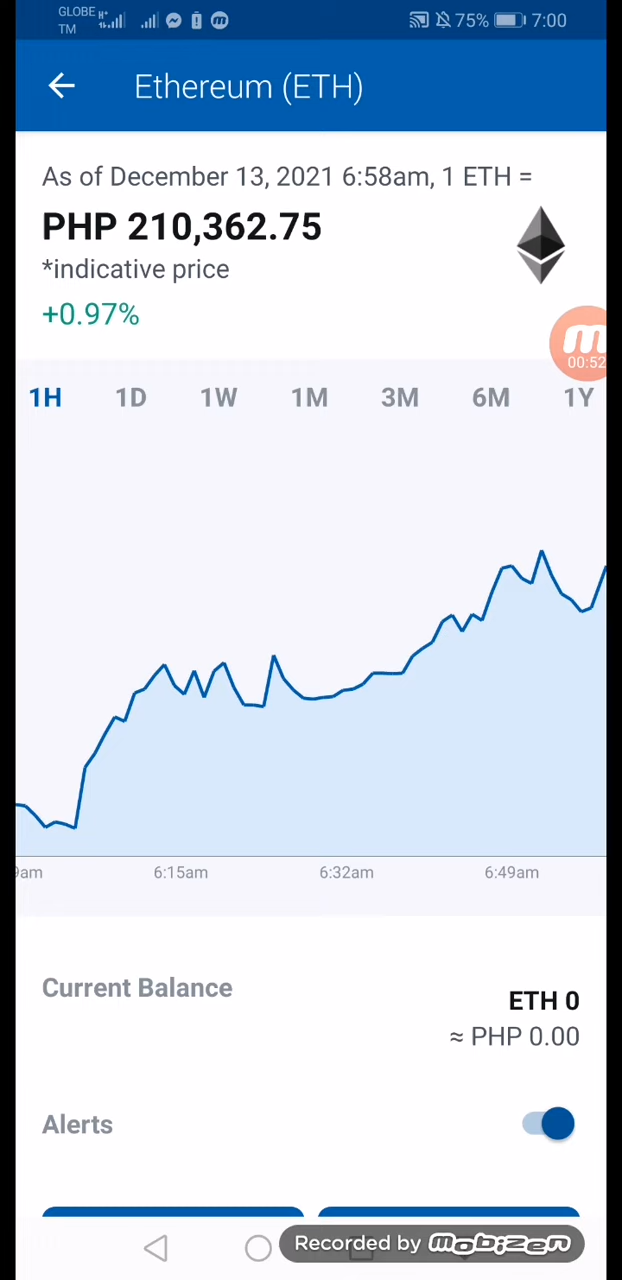 GLOBE
TM
75% 7:00
Ethereum (ETH)
As of December 13, 2021 6:58am, 1 ETH =
PHP 210,362.75
*indicative price
+0.97%
00:52
1H 1D 1W 1M 3M 6M 1Y
9am 6:15am 6:32am 6:49am
Current Balance
ETH 0
≈ PHP 0.00
Alerts
Recorded by mobizen